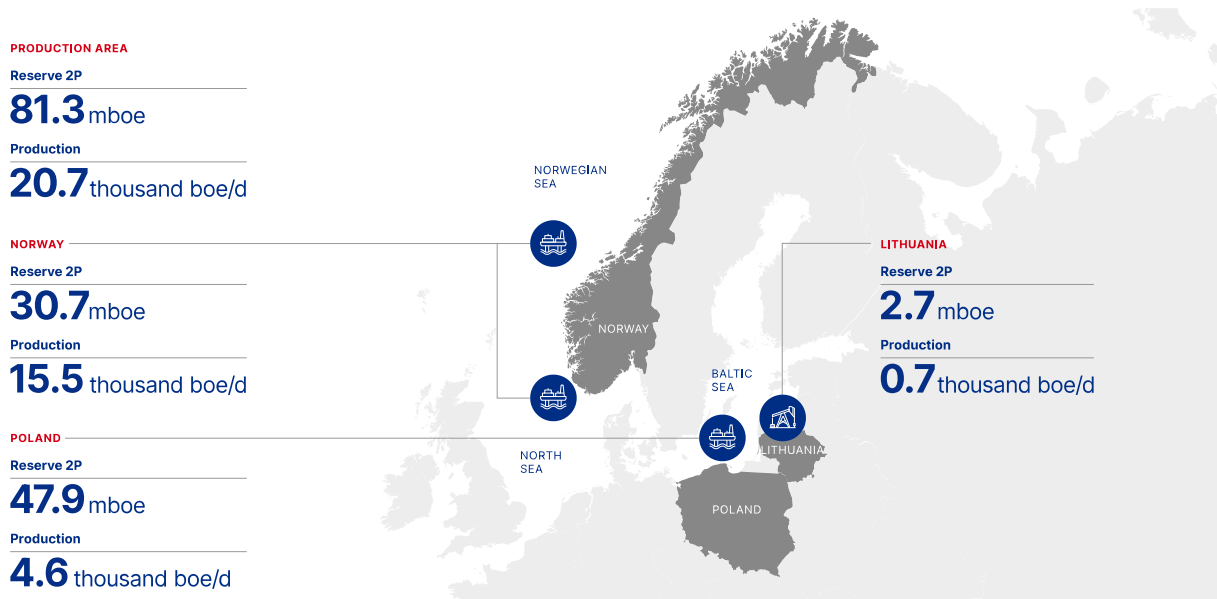 PRODUCTION AREA
Reserve 2P
81.3 mboe
Production
20.7 thousand boe/d
NORWAY
Reserve 2P
30.7 mboe
Production
15.5 thousand boe/d
POLAND
Reserve 2P
47.9 mboe
Production
4.6 thousand boe/d
NORWEGIAN
SEA
NORWAY
BALTIC
SEA
NORTH
SEA
LITHUANIA
POLAND
LITHUANIA
Reserve 2P
2.7 mboe
Production
0.7 thousand boe/d